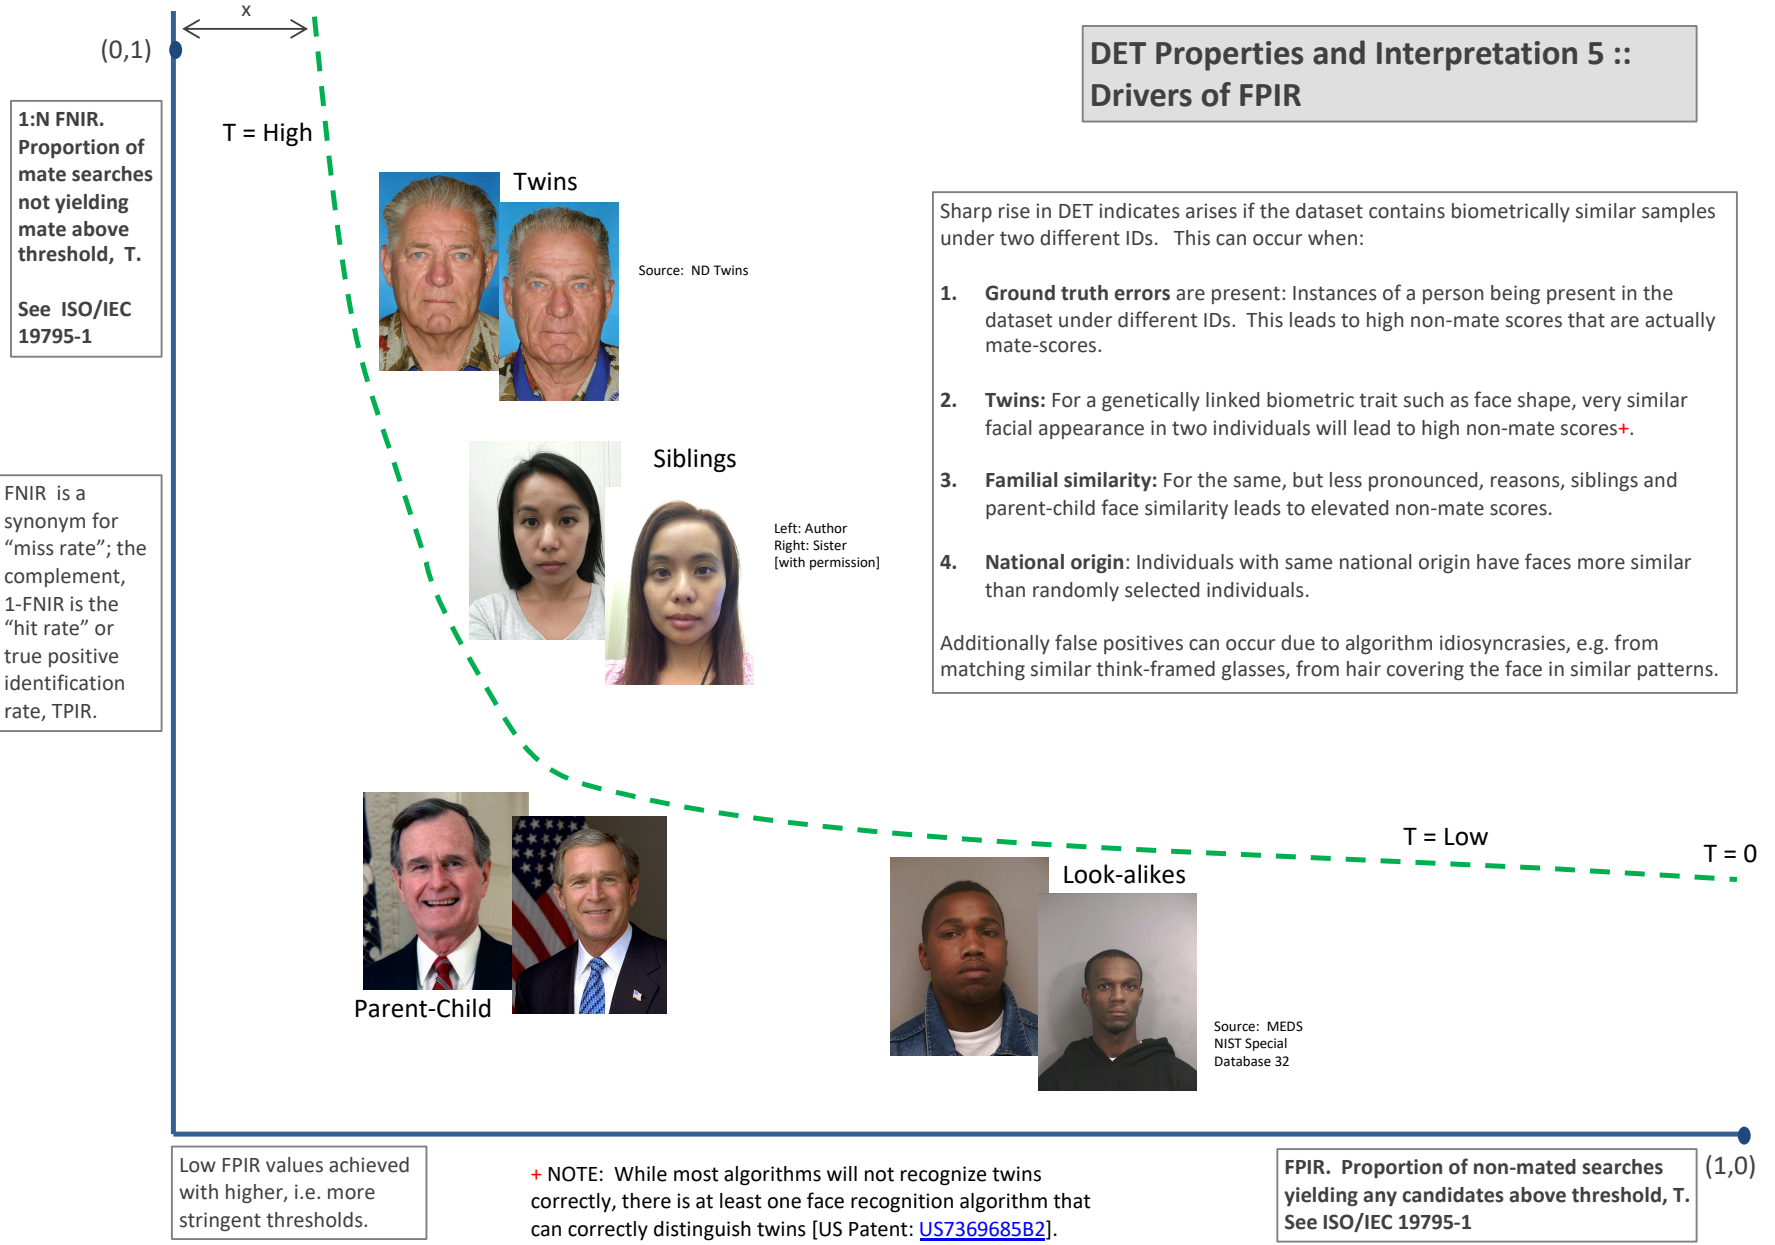 x
(0,1)
DET Properties and Interpretation 5 ::
Drivers of FPIR
1:N FNIR.
Proportion of
mate searches
not yielding
mate above
threshold, T.
See ISO/IEC
19795-1
T = High
Twins
Source: ND Twins
Sharp rise in DET indicates arises if the dataset contains biometrically similar samples
under two different IDs. This can occur when:
1. Ground truth errors are present: Instances of a person being present in the
dataset under different IDs. This leads to high non-mate scores that are actually
mate-scores.
2. Twins: For a genetically linked biometric trait such as face shape, very similar
facial appearance in two individuals will lead to high non-mate scores+.
3. Familial similarity: For the same, but less pronounced, reasons, siblings and
parent-child face similarity leads to elevated non-mate scores.
4. National origin: Individuals with same national origin have faces more similar
than randomly selected individuals.
Additionally false positives can occur due to algorithm idiosyncrasies, e.g. from
matching similar think-framed glasses, from hair covering the face in similar patterns.
Siblings
Left: Author
Right: Sister
[with permission]
FNIR is a
synonym for
“miss rate”; the
complement,
1-FNIR is the
“hit rate” or
true positive
identification
rate, TPIR.
T = Low
T = 0
Parent-Child
Look-alikes
Source: MEDS
NIST Special
Database 32
Low FPIR values achieved
with higher, i.e. more
stringent thresholds.
+ NOTE: While most algorithms will not recognize twins
correctly, there is at least one face recognition algorithm that
can correctly distinguish twins [US Patent: US7369685B2].
FPIR. Proportion of non-mated searches
yielding any candidates above threshold, T.
See ISO/IEC 19795-1
(1,0)